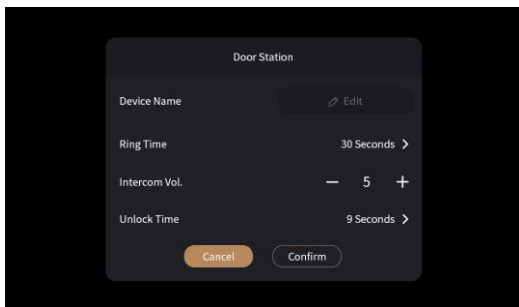 Door Station
Device Name Edit
Ring Time 30 Seconds >
Intercom Vol. — 5 +
Unlock Time 9 Seconds >
Cancel Confirm